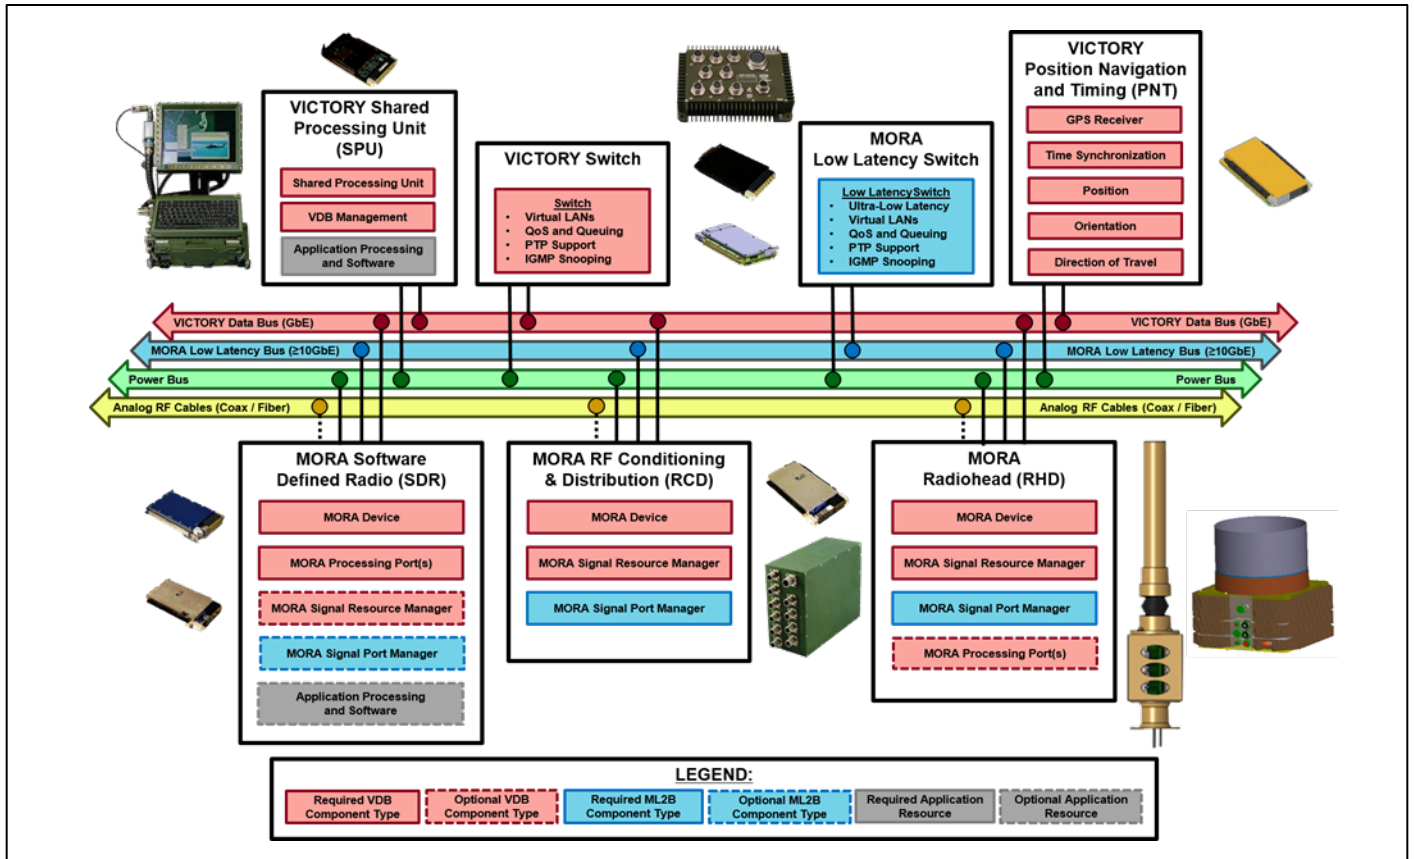 VICTORY Shared
Processing Unit
(SPU)
Shared Processing Unit
VDB Management
Application Processing
and Software
VICTORY Switch
Switch
• Virtual LANs
• QoS and Queuing
• PTP Support
• IGMP Snooping
MORA
Low Latency Switch
Low Latency Switch
• Ultra-Low Latency
• Virtual LANs
• QoS and Queuing
• PTP Support
• IGMP Snooping
VICTORY
Position Navigation
and Timing (PNT)
GPS Receiver
Time Synchronization
Position
Orientation
Direction of Travel
VICTORY Data Bus (GbE)
VICTORY Data Bus (GbE)
MORA Low Latency Bus (≥10GbE)
MORA Low Latency Bus (≥10GbE)
Power Bus
Power Bus
Analog RF Cables (Coax / Fiber)
Analog RF Cables (Coax / Fiber)
MORA Software
Defined Radio (SDR)
MORA Device
MORA Processing Port(s)
MORA Signal Resource Manager
MORA Signal Port Manager
Application Processing
and Software
MORA RF Conditioning
& Distribution (RCD)
MORA Device
MORA Signal Resource Manager
MORA Signal Port Manager
MORA
Radiohead (RHD)
MORA Device
MORA Signal Resource Manager
MORA Signal Port Manager
MORA Processing Port(s)
LEGEND:
Required VDB
Component Type
Optional VDB
Component Type
Required ML2B
Component Type
Optional ML2B
Component Type
Required Application
Resource
Optional Application
Resource